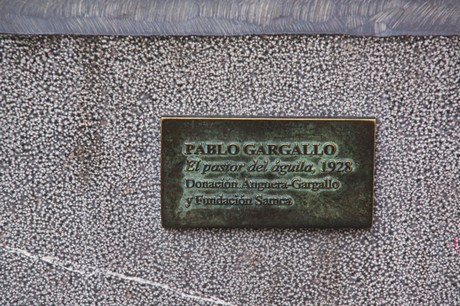 PABLO GARGALLO
El pastor del águila, 1928
Donación Anguera-Gargallo
y Fundación Samca